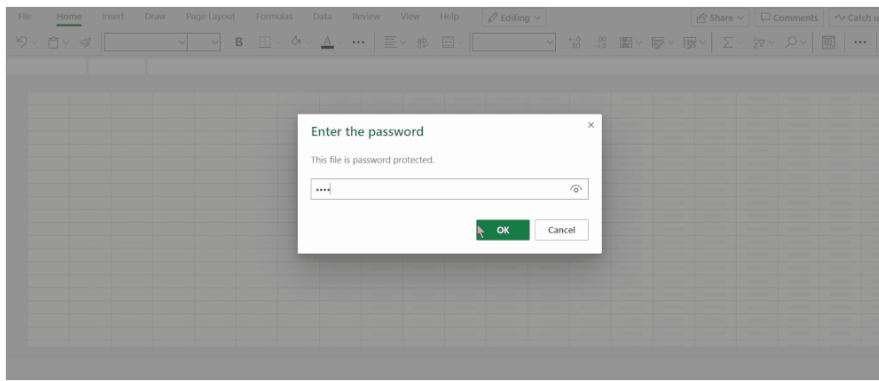 File Home Insert Draw Page Layout Formulas Data Review View Help Editing Share Comments Catch u
B A Σ
Enter the password
This file is password protected.
••••
OK Cancel